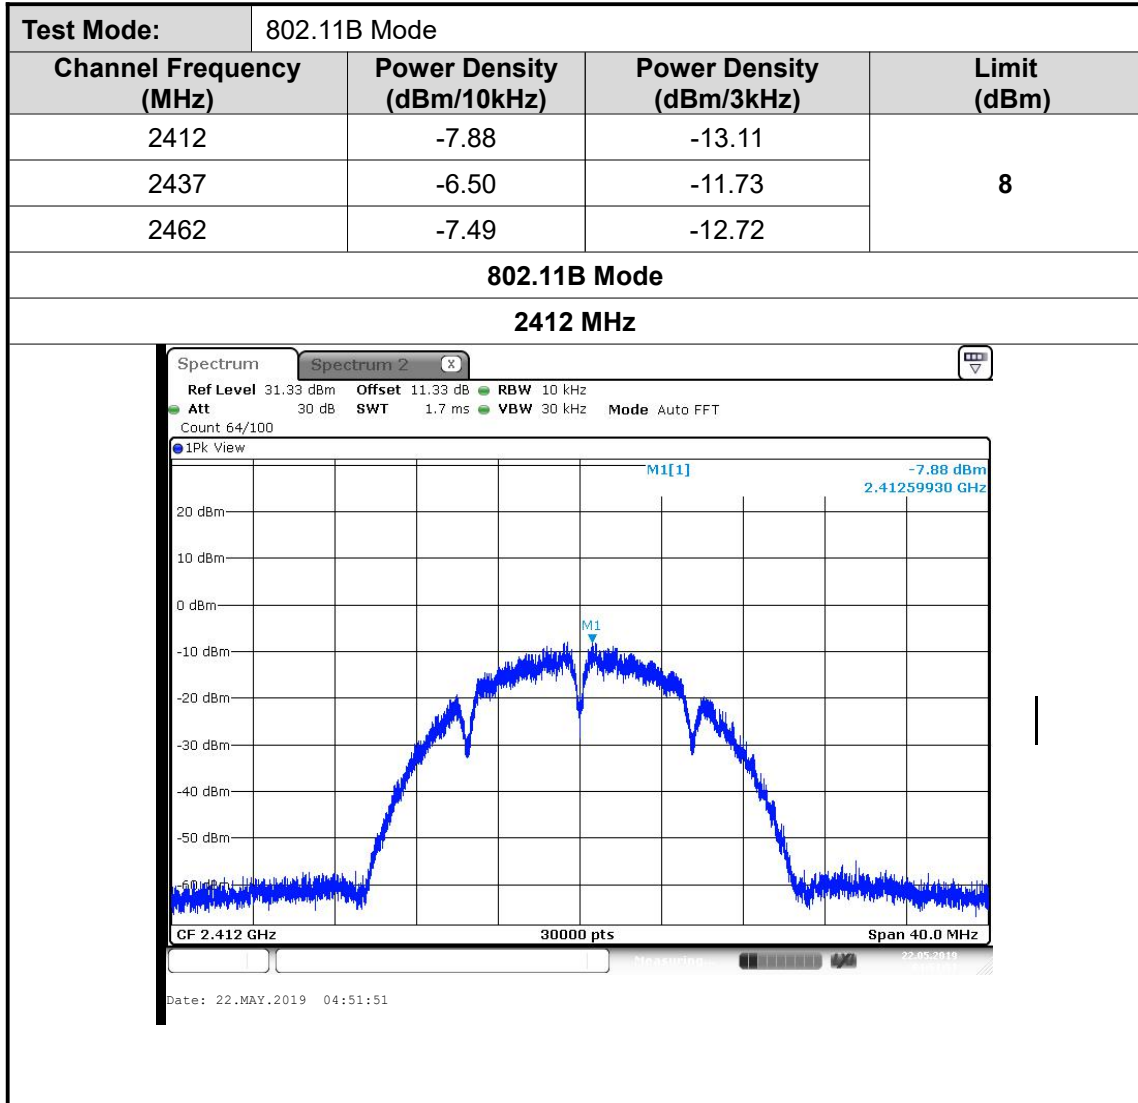 Test Mode: 802.11B Mode
Channel Frequency (MHz) Power Density (dBm/10kHz) Power Density (dBm/3kHz) Limit (dBm)
2412 -7.88 -13.11
2437 -6.50 -11.73 8
2462 -7.49 -12.72
802.11B Mode
2412 MHz
Spectrum Spectrum 2 X
Ref Level 31.33 dBm Offset 11.33 dB RBW 10 kHz
Att 30 dB SWT 1.7 ms VBW 30 kHz Mode Auto FFT
Count 64/100
1Pk View
M1[1] -7.88 dBm
2.41259930 GHz
20 dBm
10 dBm
0 dBm
M1
-10 dBm
-20 dBm
-30 dBm
-40 dBm
-50 dBm
-60 dBm
CF 2.412 GHz 30000 pts Span 40.0 MHz
Measuring... 22.05.2019
Date: 22.MAY.2019 04:51:51